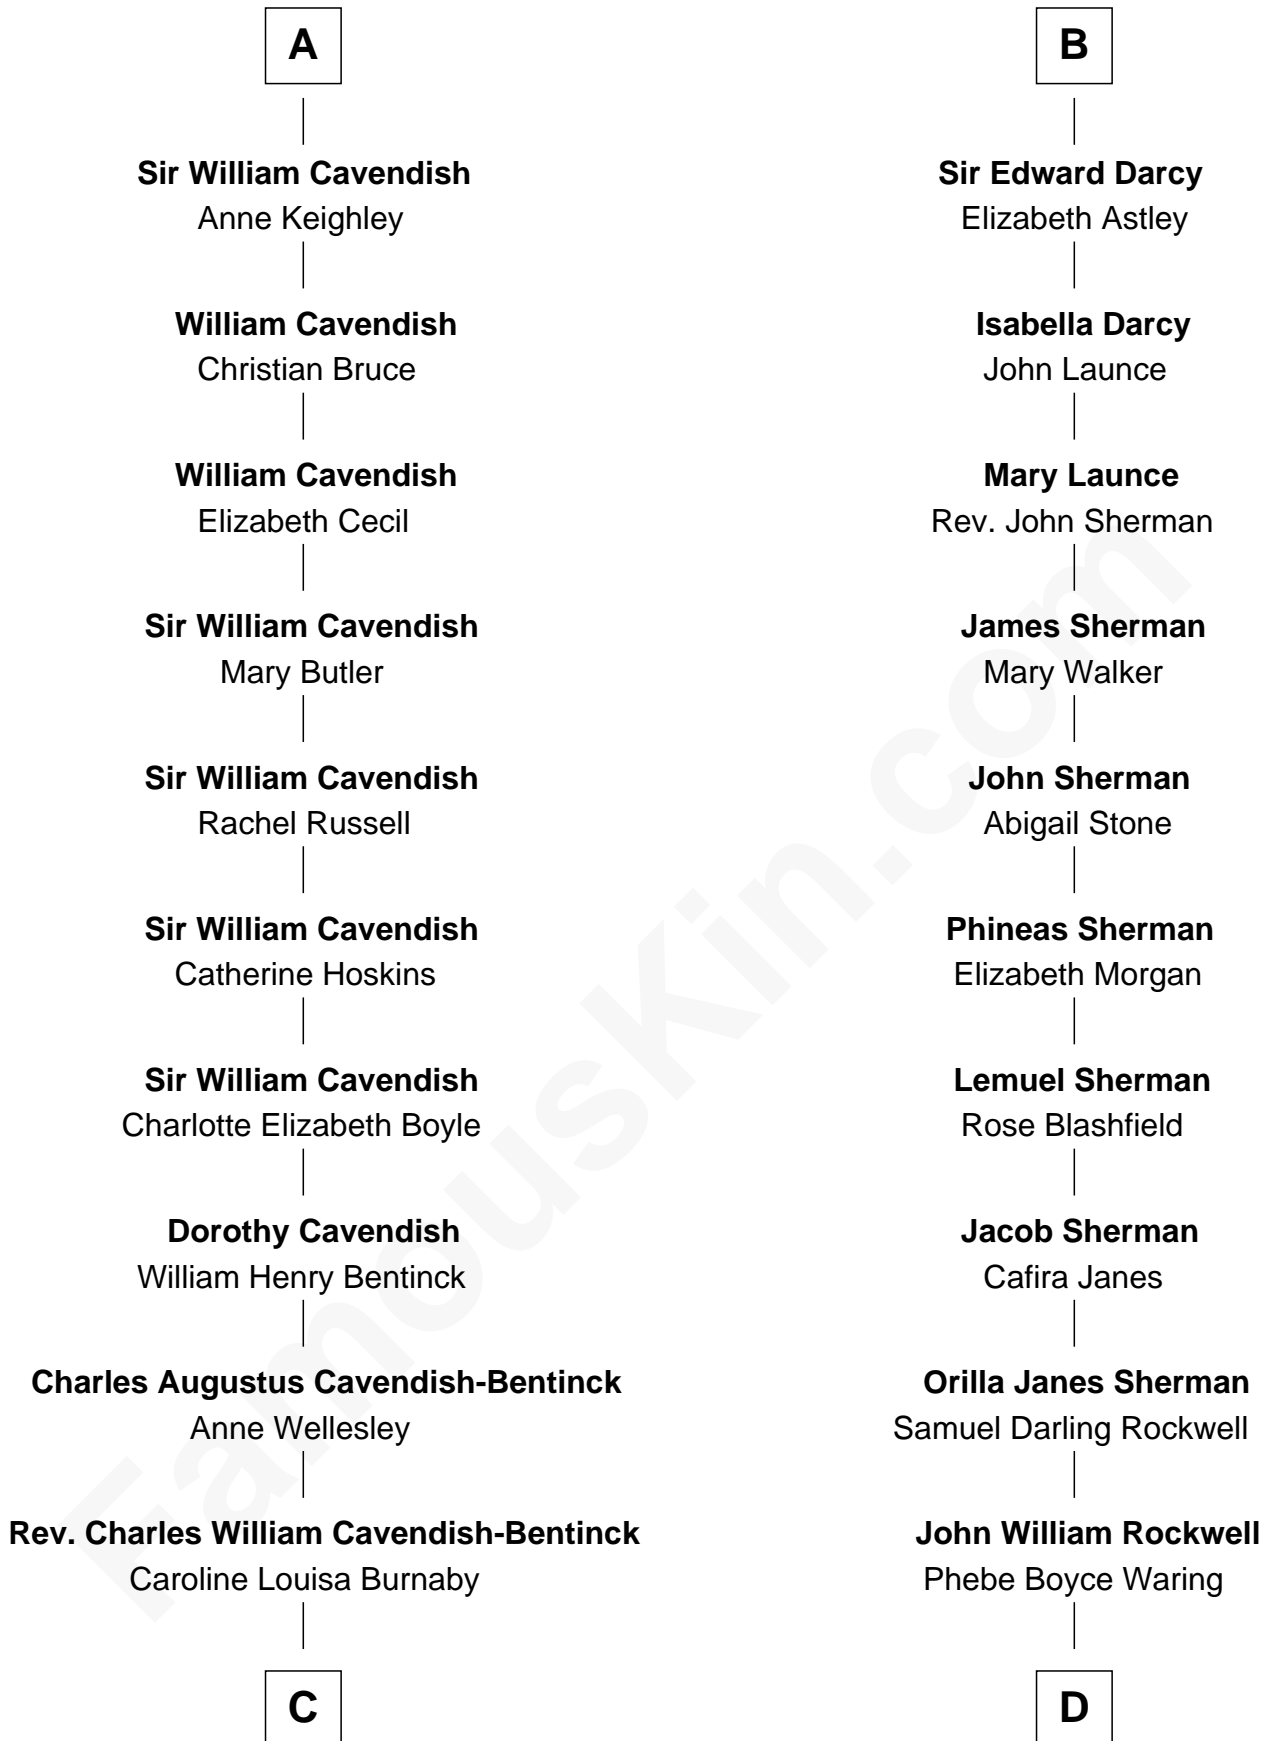 A
Sir William Cavendish
Anne Keighley
William Cavendish
Christian Bruce
William Cavendish
Elizabeth Cecil
Sir William Cavendish
Mary Butler
Sir William Cavendish
Rachel Russell
Sir William Cavendish
Catherine Hoskins
Sir William Cavendish
Charlotte Elizabeth Boyle
Dorothy Cavendish
William Henry Bentinck
Charles Augustus Cavendish-Bentinck
Anne Wellesley
Rev. Charles William Cavendish-Bentinck
Caroline Louisa Burnaby
C
B
Sir Edward Darcy
Elizabeth Astley
Isabella Darcy
John Launce
Mary Launce
Rev. John Sherman
James Sherman
Mary Walker
John Sherman
Abigail Stone
Phineas Sherman
Elizabeth Morgan
Lemuel Sherman
Rose Blashfield
Jacob Sherman
Cafira Janes
Orilla Janes Sherman
Samuel Darling Rockwell
John William Rockwell
Phebe Boyce Waring
D
FamousKin.com